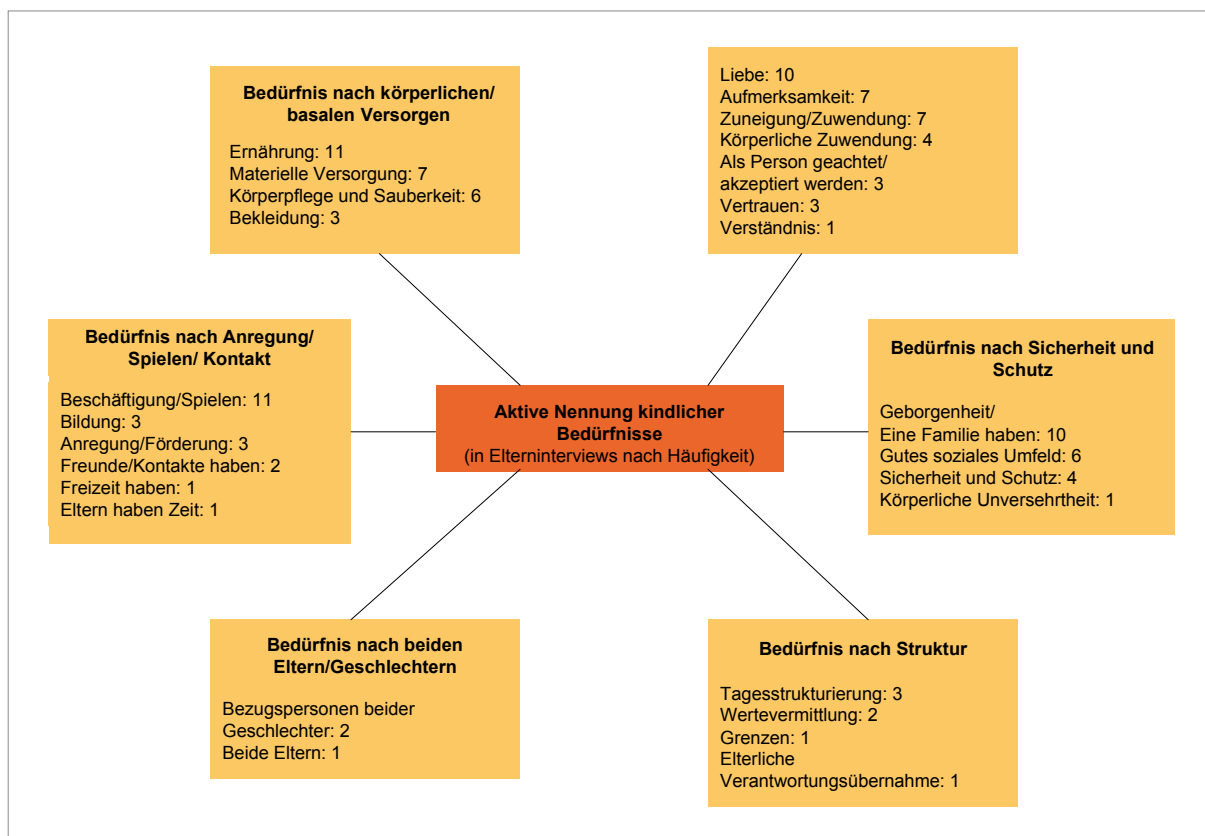 Bedürfnis nach körperlichen/
basalen Versorgen
Ernährung: 11
Materielle Versorgung: 7
Körperpflege und Sauberkeit: 6
Bekleidung: 3
Liebe: 10
Aufmerksamkeit: 7
Zuneigung/Zuwendung: 7
Körperliche Zuwendung: 4
Als Person geachtet/
akzeptiert werden: 3
Vertrauen: 3
Verständnis: 1
Bedürfnis nach Anregung/
Spielen/ Kontakt
Beschäftigung/Spielen: 11
Bildung: 3
Anregung/Förderung: 3
Freunde/Kontakte haben: 2
Freizeit haben: 1
Eltern haben Zeit: 1
Aktive Nennung kindlicher
Bedürfnisse
(in Elterninterviews nach Häufigkeit)
Bedürfnis nach Sicherheit und
Schutz
Geborgenheit/
Eine Familie haben: 10
Gutes soziales Umfeld: 6
Sicherheit und Schutz: 4
Körperliche Unversehrtheit: 1
Bedürfnis nach beiden
Eltern/Geschlechtern
Bezugspersonen beider
Geschlechter: 2
Beide Eltern: 1
Bedürfnis nach Struktur
Tagesstrukturierung: 3
Wertevermittlung: 2
Grenzen: 1
Elterliche
Verantwortungsübernahme: 1